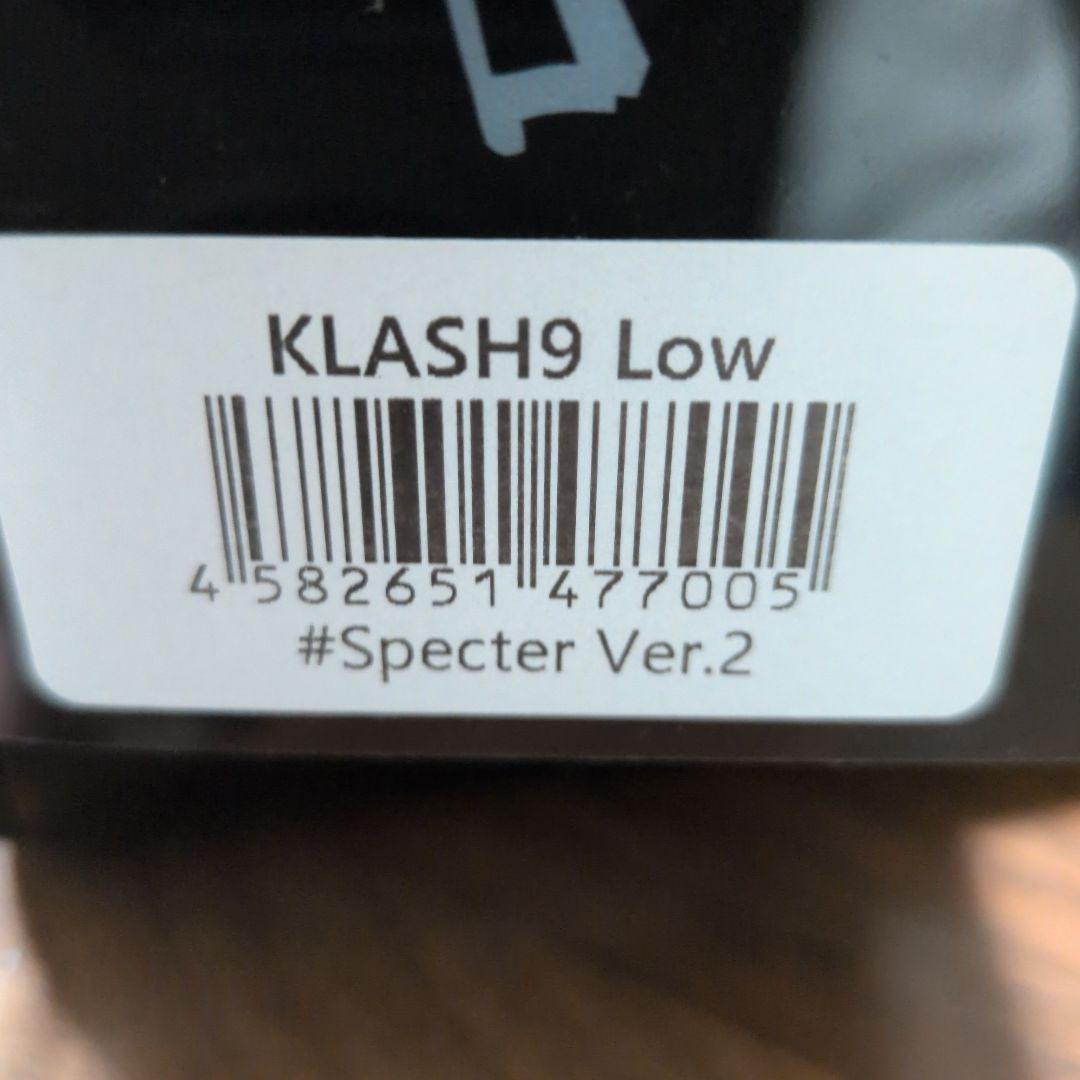 KLASH9 Low
4 582651 477005
#Specter Ver.2